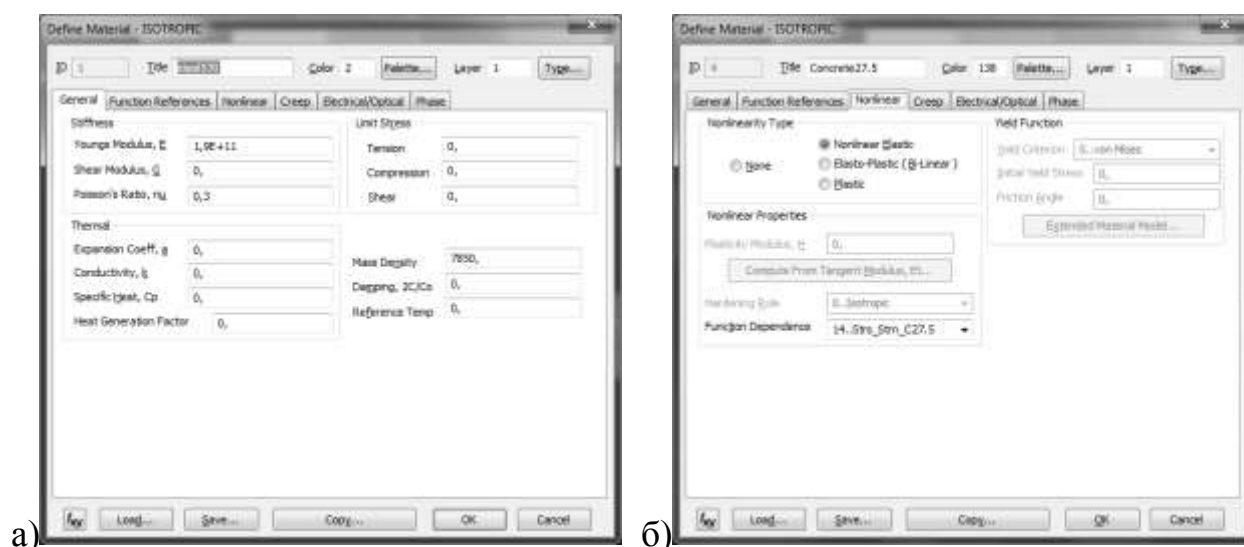 Define Material - ISOTROPIC
ID 1 Title Color 2 Palette... Layer 1 Type...
General Function References Nonlinear Creep Electrical/Optical Phase
Stiffness
Youngs Modulus, E 1,9E+11
Shear Modulus, G 0,
Poisson's Ratio, nu 0,3
Limit Stress
Tension 0,
Compression 0,
Shear 0,
Thermal
Expansion Coeff, a 0,
Conductivity, k 0,
Specific Heat, Cp 0,
Heat Generation Factor 0,
Mass Density 7850,
Damping, 2C/Co 0,
Reference Temp 0,
Load... Save... Copy... OK Cancel
а)
Define Material - ISOTROPIC
ID 4 Title Concrete27.5 Color 138 Palette... Layer 1 Type...
General Function References Nonlinear Creep Electrical/Optical Phase
Nonlinearity Type
None
Nonlinear Elastic
Elasto-Plastic ( Bi-Linear )
Plastic
Yield Function
Yield Criterion 0..von Mises
Initial Yield Stress 0,
Friction Angle 0,
Extended Material Model...
Nonlinear Properties
Plasticity Modulus, H 0,
Compute From Tangent Modulus, Et...
Hardening Rule 0..Isotropic
Function Dependence 14..Strs_Strn_C27.5
Load... Save... Copy... OK Cancel
б)